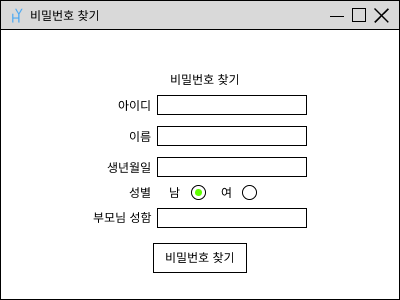 HY 비밀번호 찾기
비밀번호 찾기
아이디
이름
생년월일
성별 남 여
부모님 성함
비밀번호 찾기